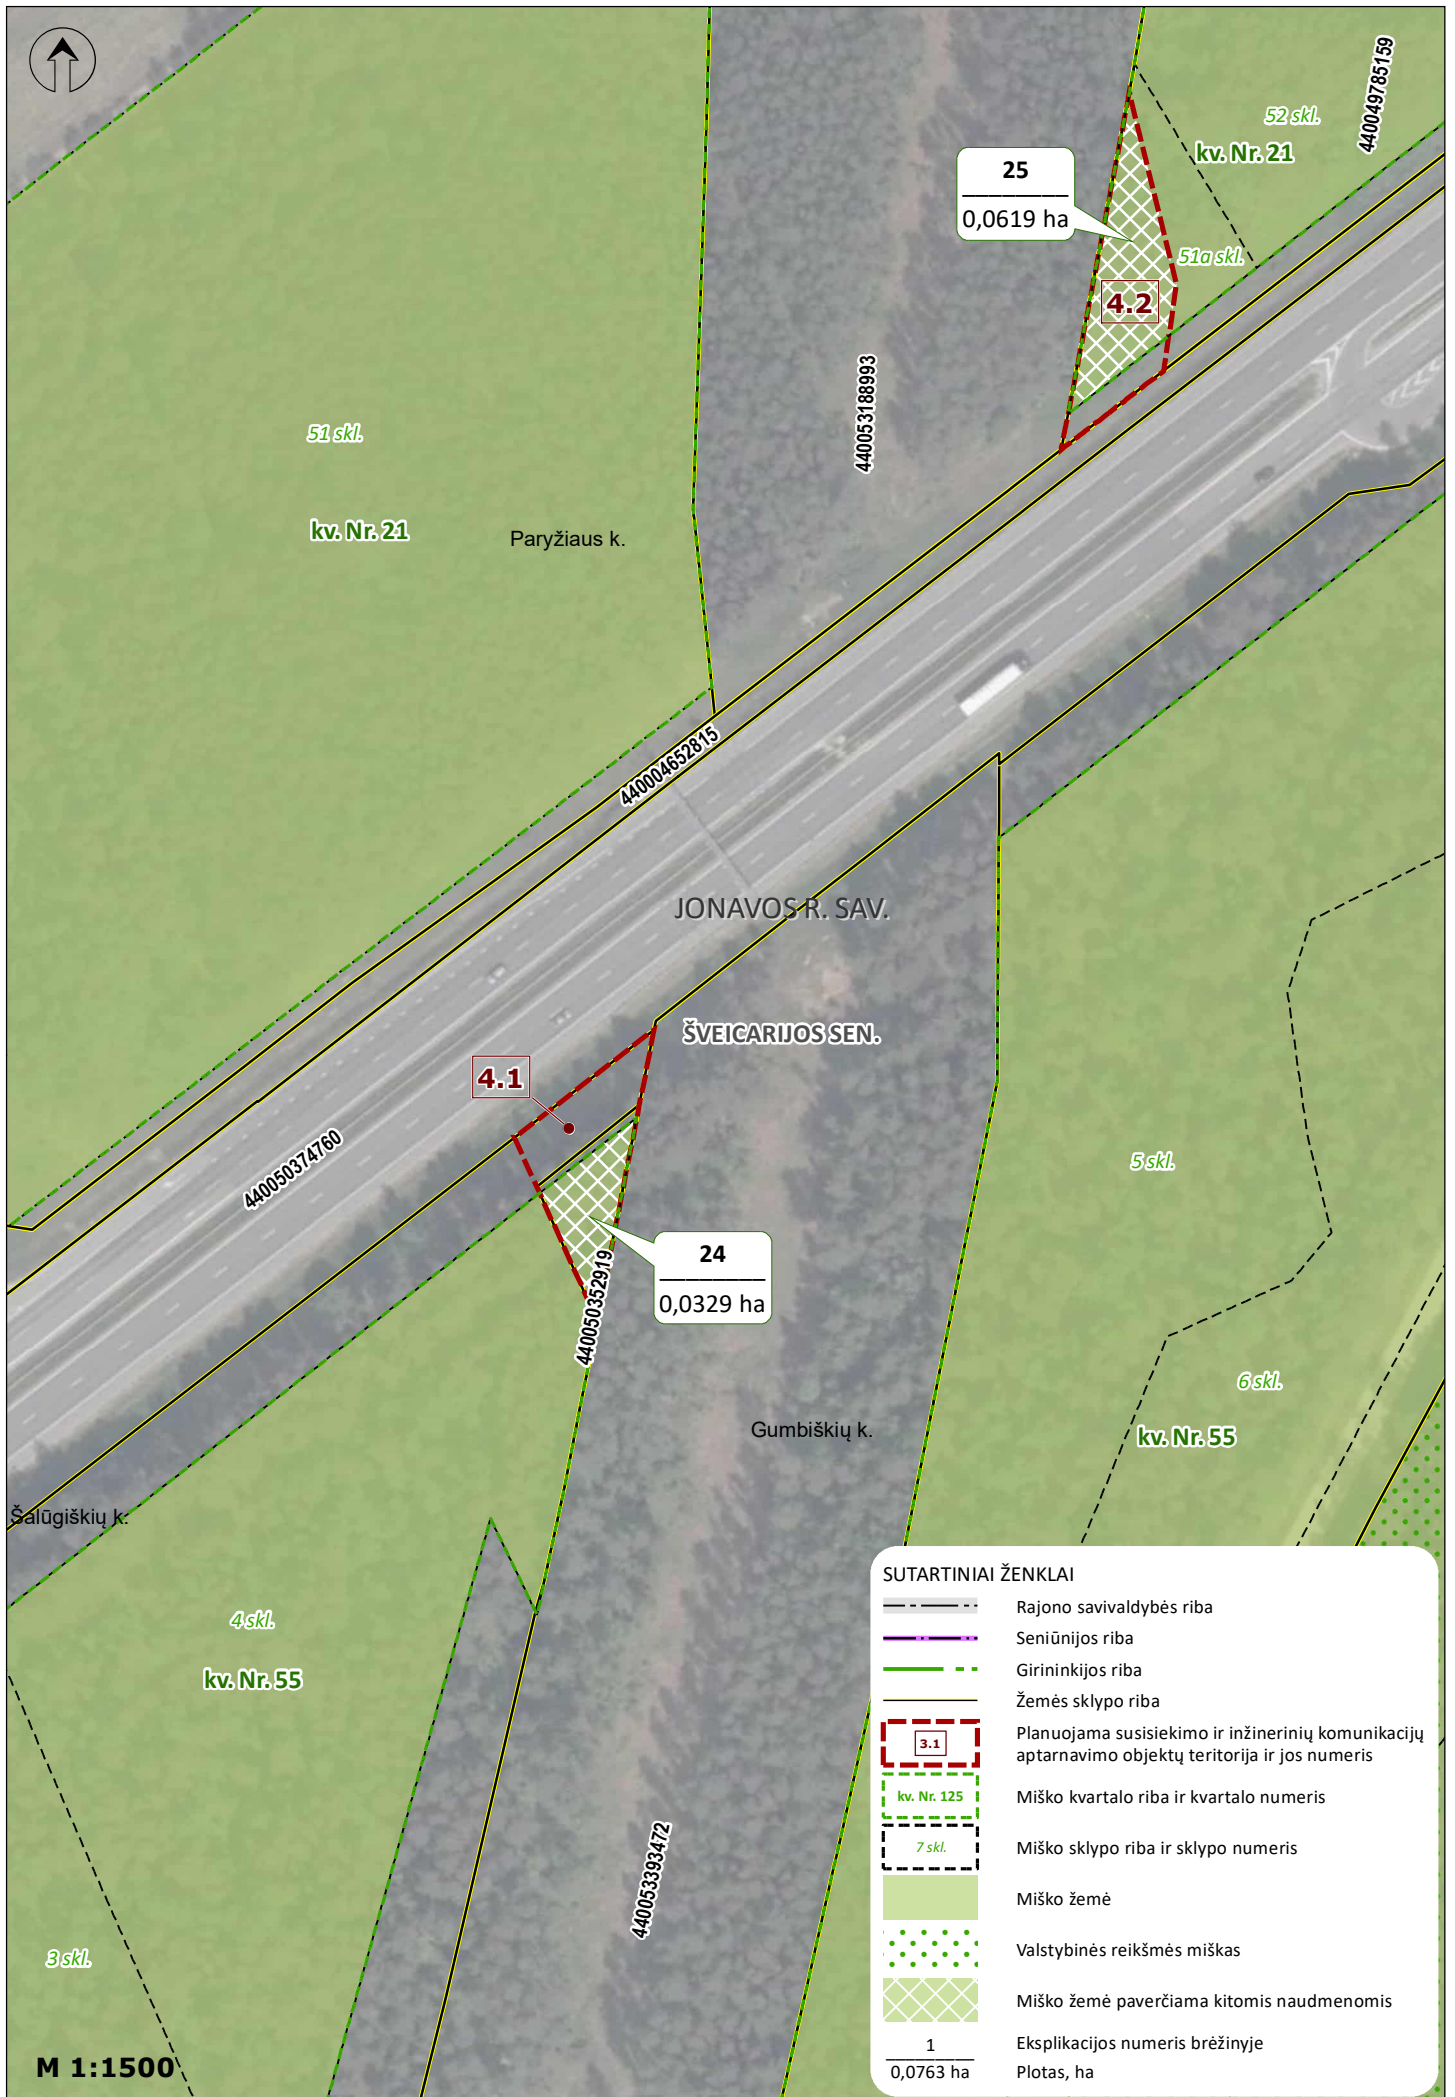 52 skl.
kv. Nr. 21
440049785159
25
0,0619 ha
51a skl.
4.2
440053188993
51 skl.
kv. Nr. 21
Paryžiaus k.
440004652815
JONAVOS R. SAV.
ŠVEICARIJOS SEN.
4.1
440050374760
5 skl.
24
0,0329 ha
440050352919
6 skl.
kv. Nr. 55
Gumbiškių k.
Šalūgiškių k.
4 skl.
kv. Nr. 55
440053393472
3 skl.
M 1:1500
SUTARTINIAI ŽENKLAI
Rajono savivaldybės riba
Seniūnijos riba
Girininkijos riba
Žemės sklypo riba
3.1
Planuojama susisiekimo ir inžinerinių komunikacijų
aptarnavimo objektų teritorija ir jos numeris
kv. Nr. 125
Miško kvartalo riba ir kvartalo numeris
7 skl.
Miško sklypo riba ir sklypo numeris
Miško žemė
Valstybinės reikšmės miškas
Miško žemė paverčiama kitomis naudmenomis
1
Eksplikacijos numeris brėžinyje
0,0763 ha
Plotas, ha